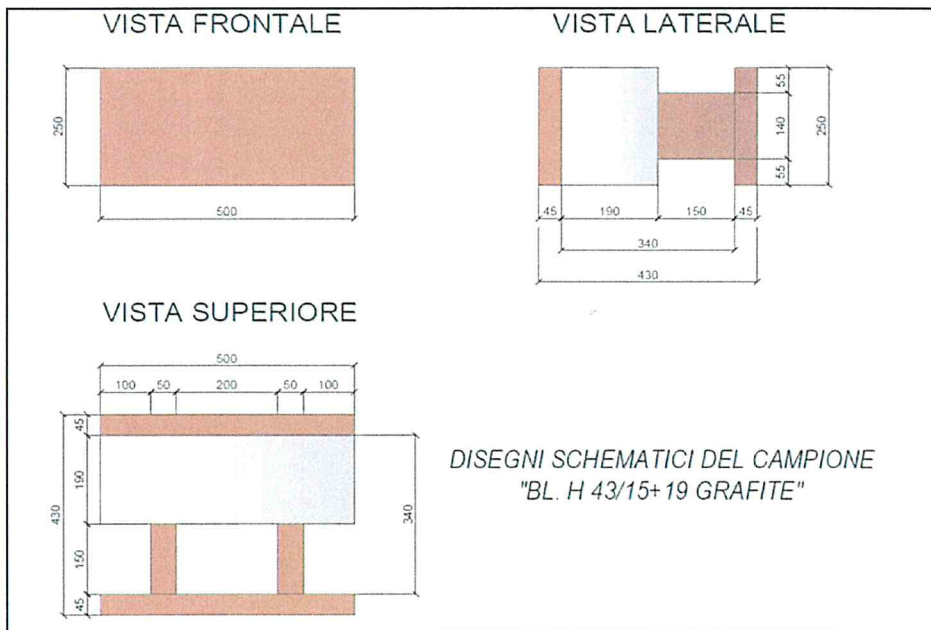 VISTA FRONTALE
250
500
VISTA LATERALE
55
140
250
55
45 190 150 45
340
430
VISTA SUPERIORE
500
100 50 200 50 100
45
190
430
340
150
45
DISEGNI SCHEMATICI DEL CAMPIONE
"BL. H 43/15+19 GRAFITE"